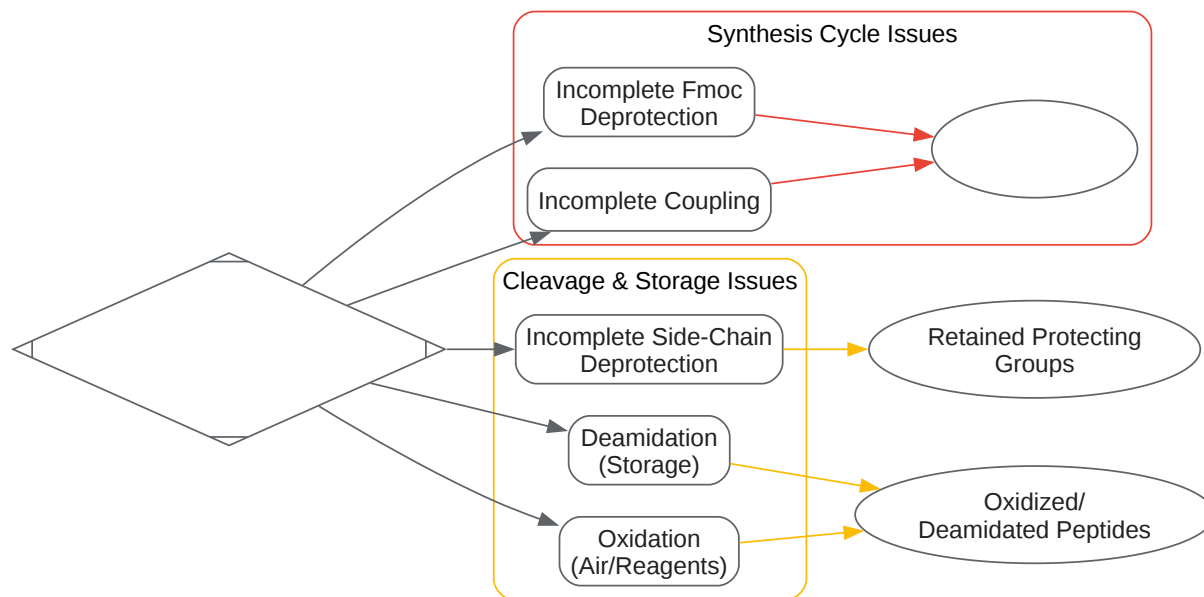 Synthesis Cycle Issues
Incomplete Fmoc
Deprotection
Incomplete Coupling
Cleavage & Storage Issues
Incomplete Side-Chain
Deprotection
Retained Protecting
Groups
Deamidation
(Storage)
Oxidation
(Air/Reagents)
Oxidized/
Deamidated Peptides